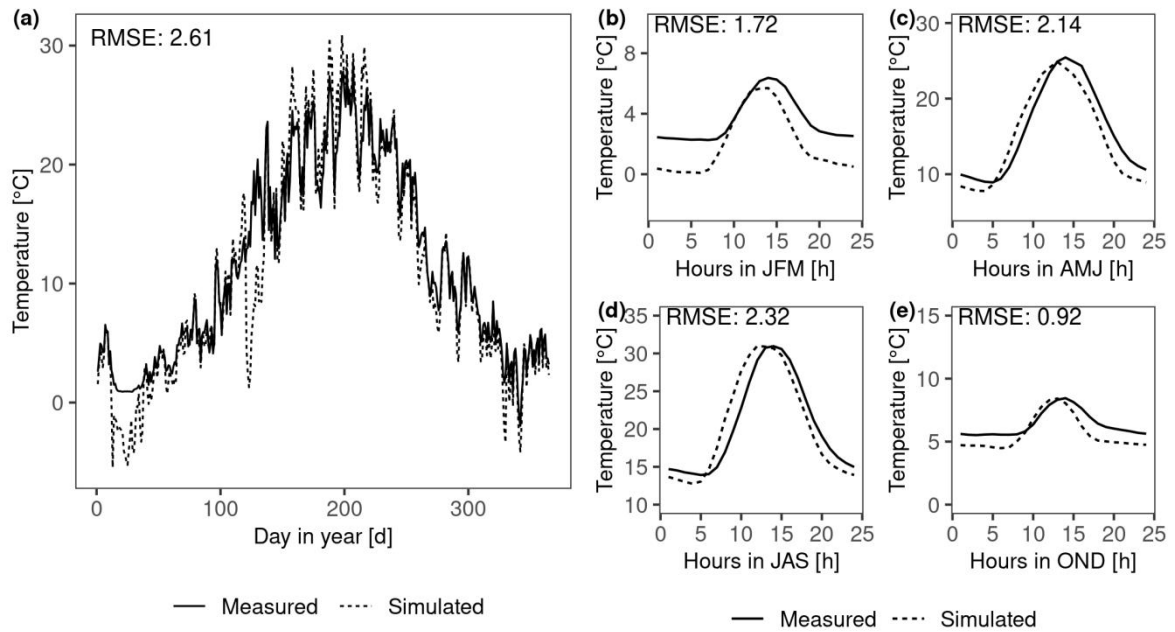 (a)
RMSE: 2.61
30
20
10
0
Temperature [°C]
0 100 200 300
Day in year [d]
Measured Simulated
(b)
RMSE: 1.72
8
4
0
Temperature [°C]
0 5 10 15 20 25
Hours in JFM [h]
(c)
RMSE: 2.14
30
20
10
Temperature [°C]
0 5 10 15 20 25
Hours in AMJ [h]
(d)
RMSE: 2.32
35
30
25
20
15
10
Temperature [°C]
0 5 10 15 20 25
Hours in JAS [h]
(e)
RMSE: 0.92
15
10
5
0
Temperature [°C]
0 5 10 15 20 25
Hours in OND [h]
Measured Simulated